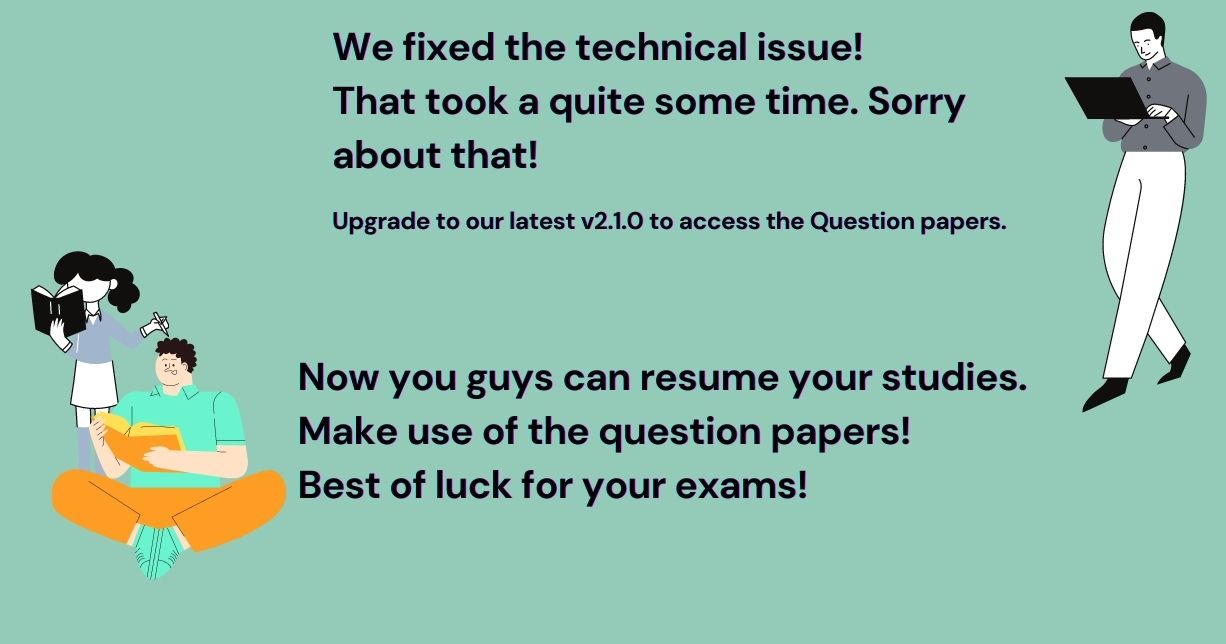 We fixed the technical issue!
That took a quite some time. Sorry
about that!
Upgrade to our latest v2.1.0 to access the Question papers.
Now you guys can resume your studies.
Make use of the question papers!
Best of luck for your exams!